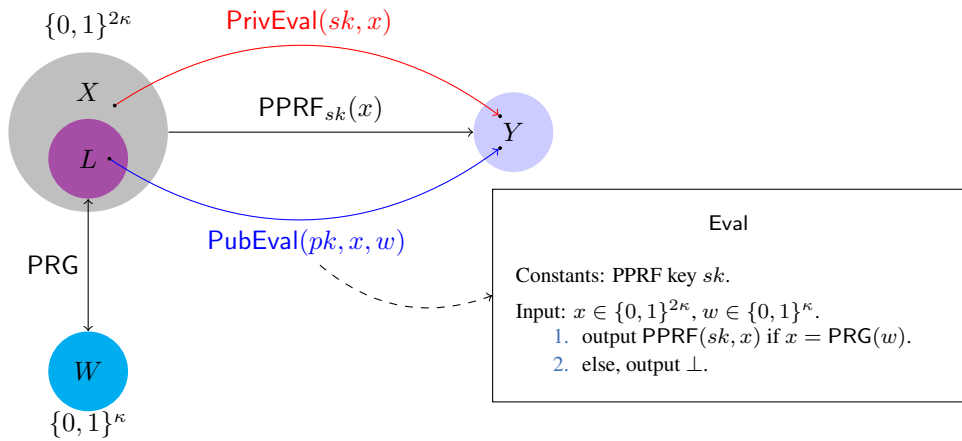 {0, 1}^{2κ}
PrivEval(sk, x)
X
PPRF_{sk}(x)
Y
L
PubEval(pk, x, w)
PRG
W
{0, 1}^κ
Eval
Constants: PPRF key sk.
Input: x ∈ {0, 1}^{2κ}, w ∈ {0, 1}^κ.
1. output PPRF(sk, x) if x = PRG(w).
2. else, output ⊥.